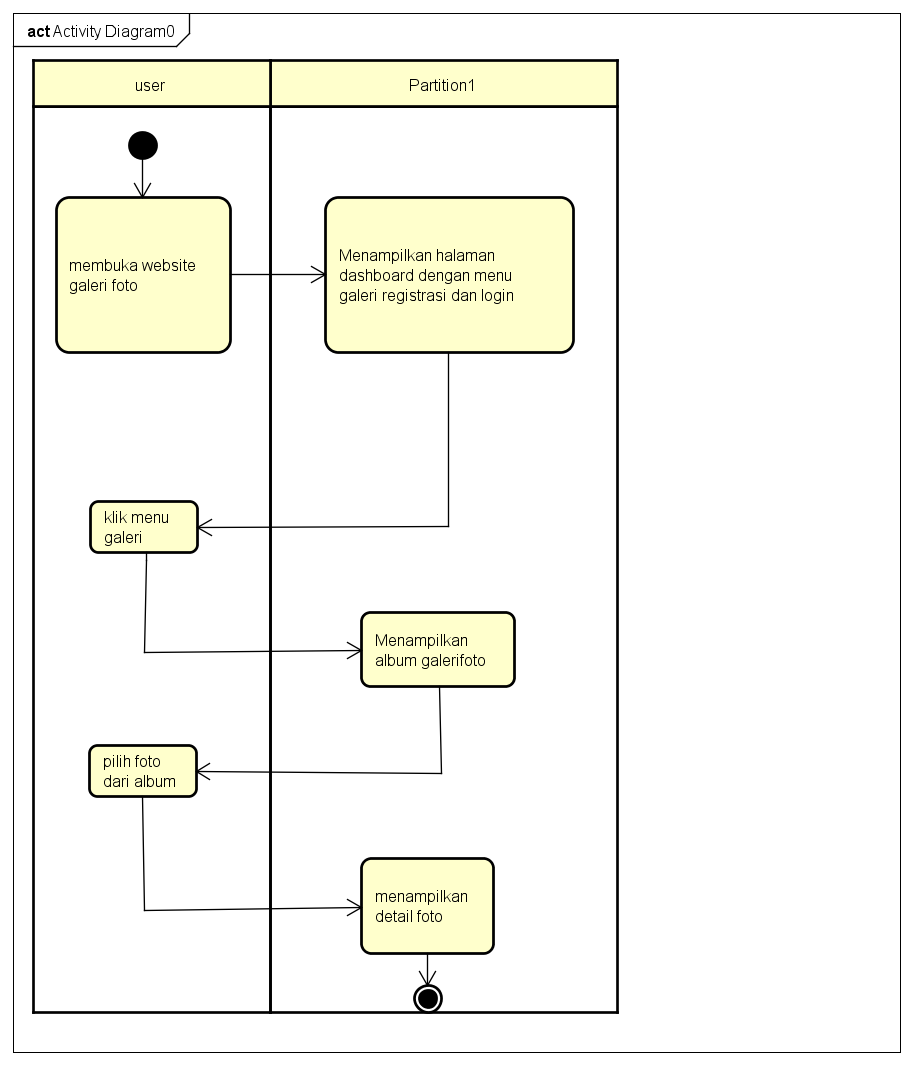 act Activity Diagram0
user
Partition1
membuka website
galeri foto
Menampilkan halaman
dashboard dengan menu
galeri registrasi dan login
klik menu
galeri
Menampilkan
album galerifoto
pilih foto
dari album
menampilkan
detail foto